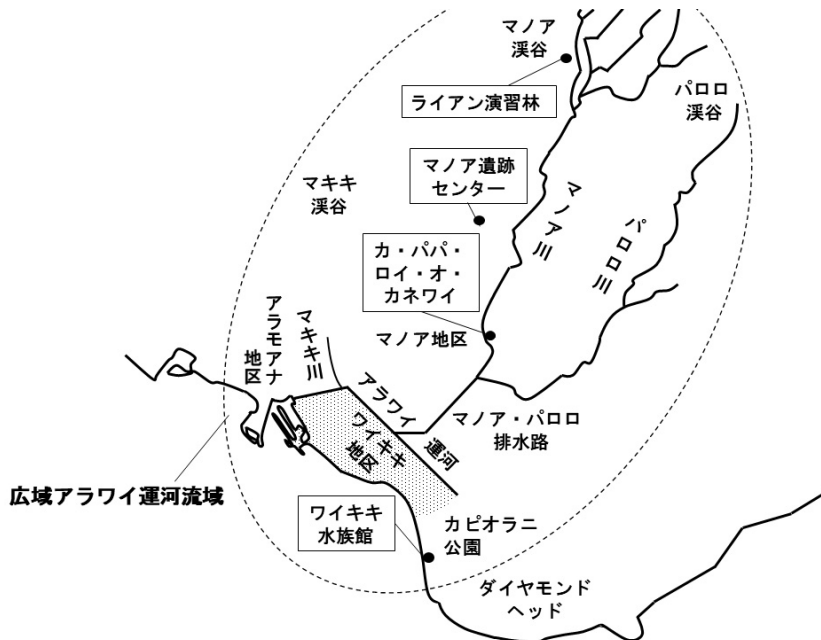 マノア
渓谷
ライアン演習林
パロロ
渓谷
マノア遺跡
センター
マキキ
渓谷
マノア川
パロロ川
カ・パパ・
ロイ・オ・
カネワイ
マノア地区
アラモアナ
地区
マキキ川
アラワイ
運河
ワイキキ
地区
マノア・パロロ
排水路
広域アラワイ運河流域
ワイキキ
水族館
カピオラニ
公園
ダイヤモンド
ヘッド